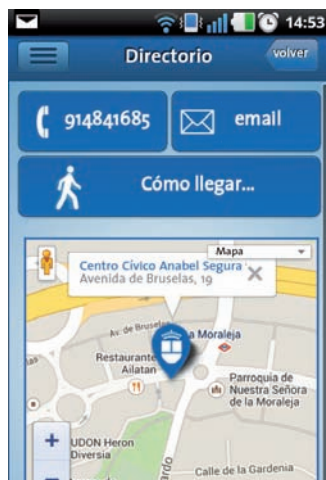 14:53
Directorio
volver
914841685
email
Cómo llegar...
Mapa
Centro Cívico Anabel Segura
Avenida de Bruselas, 19
Av. de Bruselas
a Moraleja
Restaurante
Ailatan
Parroquia de
Nuestra Señora
de la Moraleja
+
UDON Heron
Diversia
Calle de la Gardenia